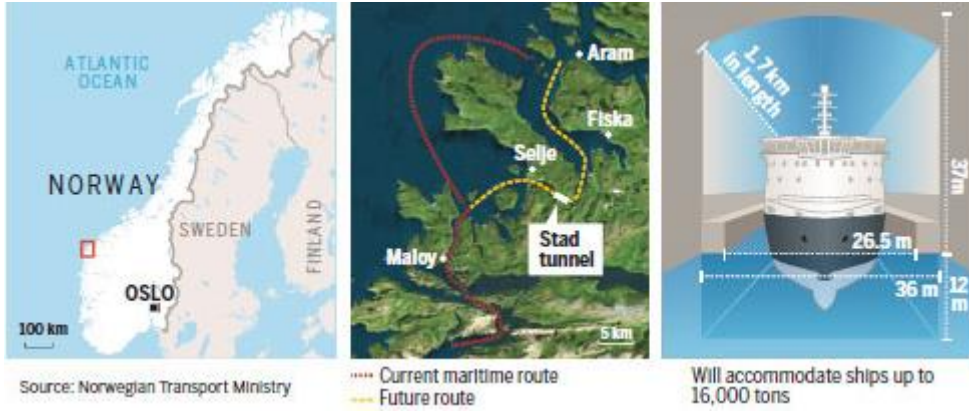 ATLANTIC
OCEAN
NORWAY
SWEDEN
FINLAND
OSLO
100 km
Source: Norwegian Transport Ministry
Aram
Fiska
Selje
Stad
tunnel
Maloy
5 km
Current maritime route
Future route
1.7 km
in length
37m
26.5 m
36 m
12
m
Will accommodate ships up to
16,000 tons